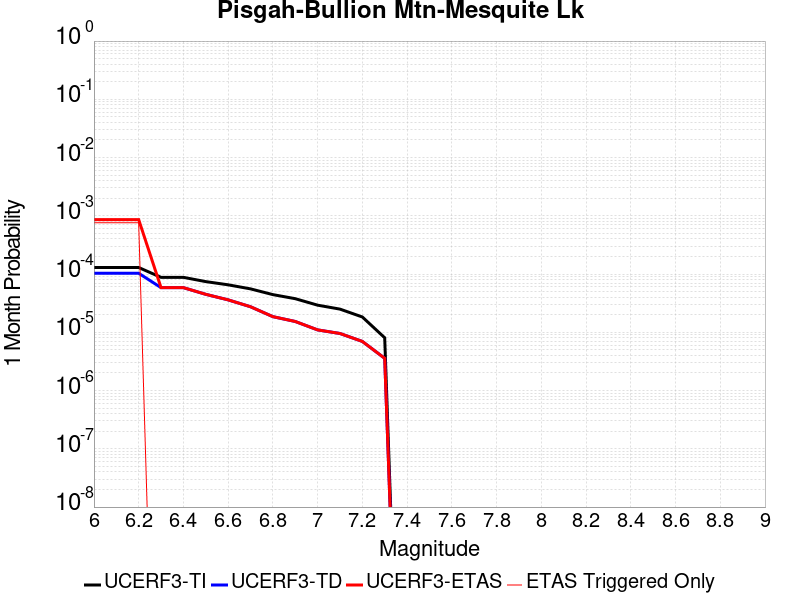 Pisgah-Bullion Mtn-Mesquite Lk
1 Month Probability
10^0
10^-1
10^-2
10^-3
10^-4
10^-5
10^-6
10^-7
10^-8
6 6.2 6.4 6.6 6.8 7 7.2 7.4 7.6 7.8 8 8.2 8.4 8.6 8.8 9
Magnitude
UCERF3-TI UCERF3-TD UCERF3-ETAS ETAS Triggered Only